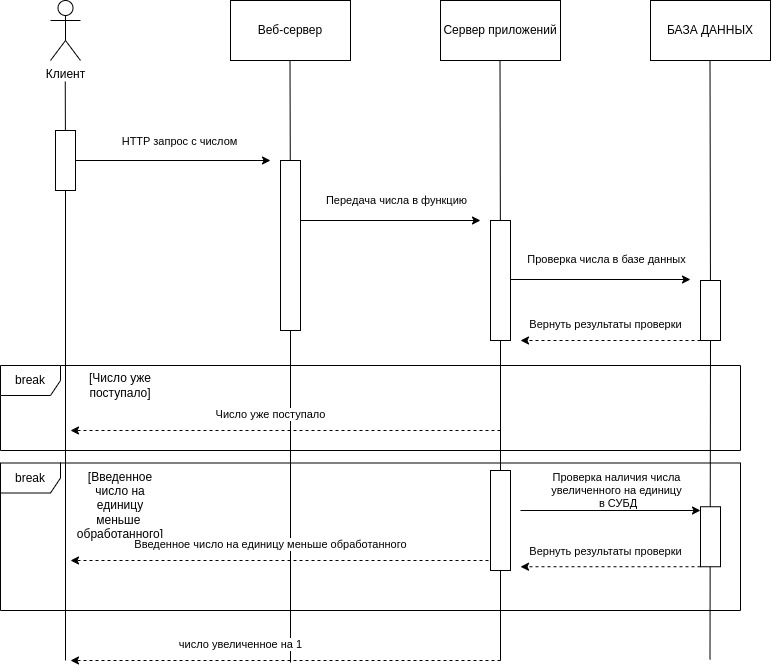 Клиент
Веб-сервер
Сервер приложений
БАЗА ДАННЫХ
HTTP запрос с числом
Передача числа в функцию
Проверка числа в базе данных
Вернуть результаты проверки
break
[Число уже
поступало]
Число уже поступало
break
[Введенное
число на
единицу
меньше
обработанного]
Проверка наличия числа
увеличенного на единицу
в СУБД
Введенное число на единицу меньше обработанного
Вернуть результаты проверки
число увеличенное на 1